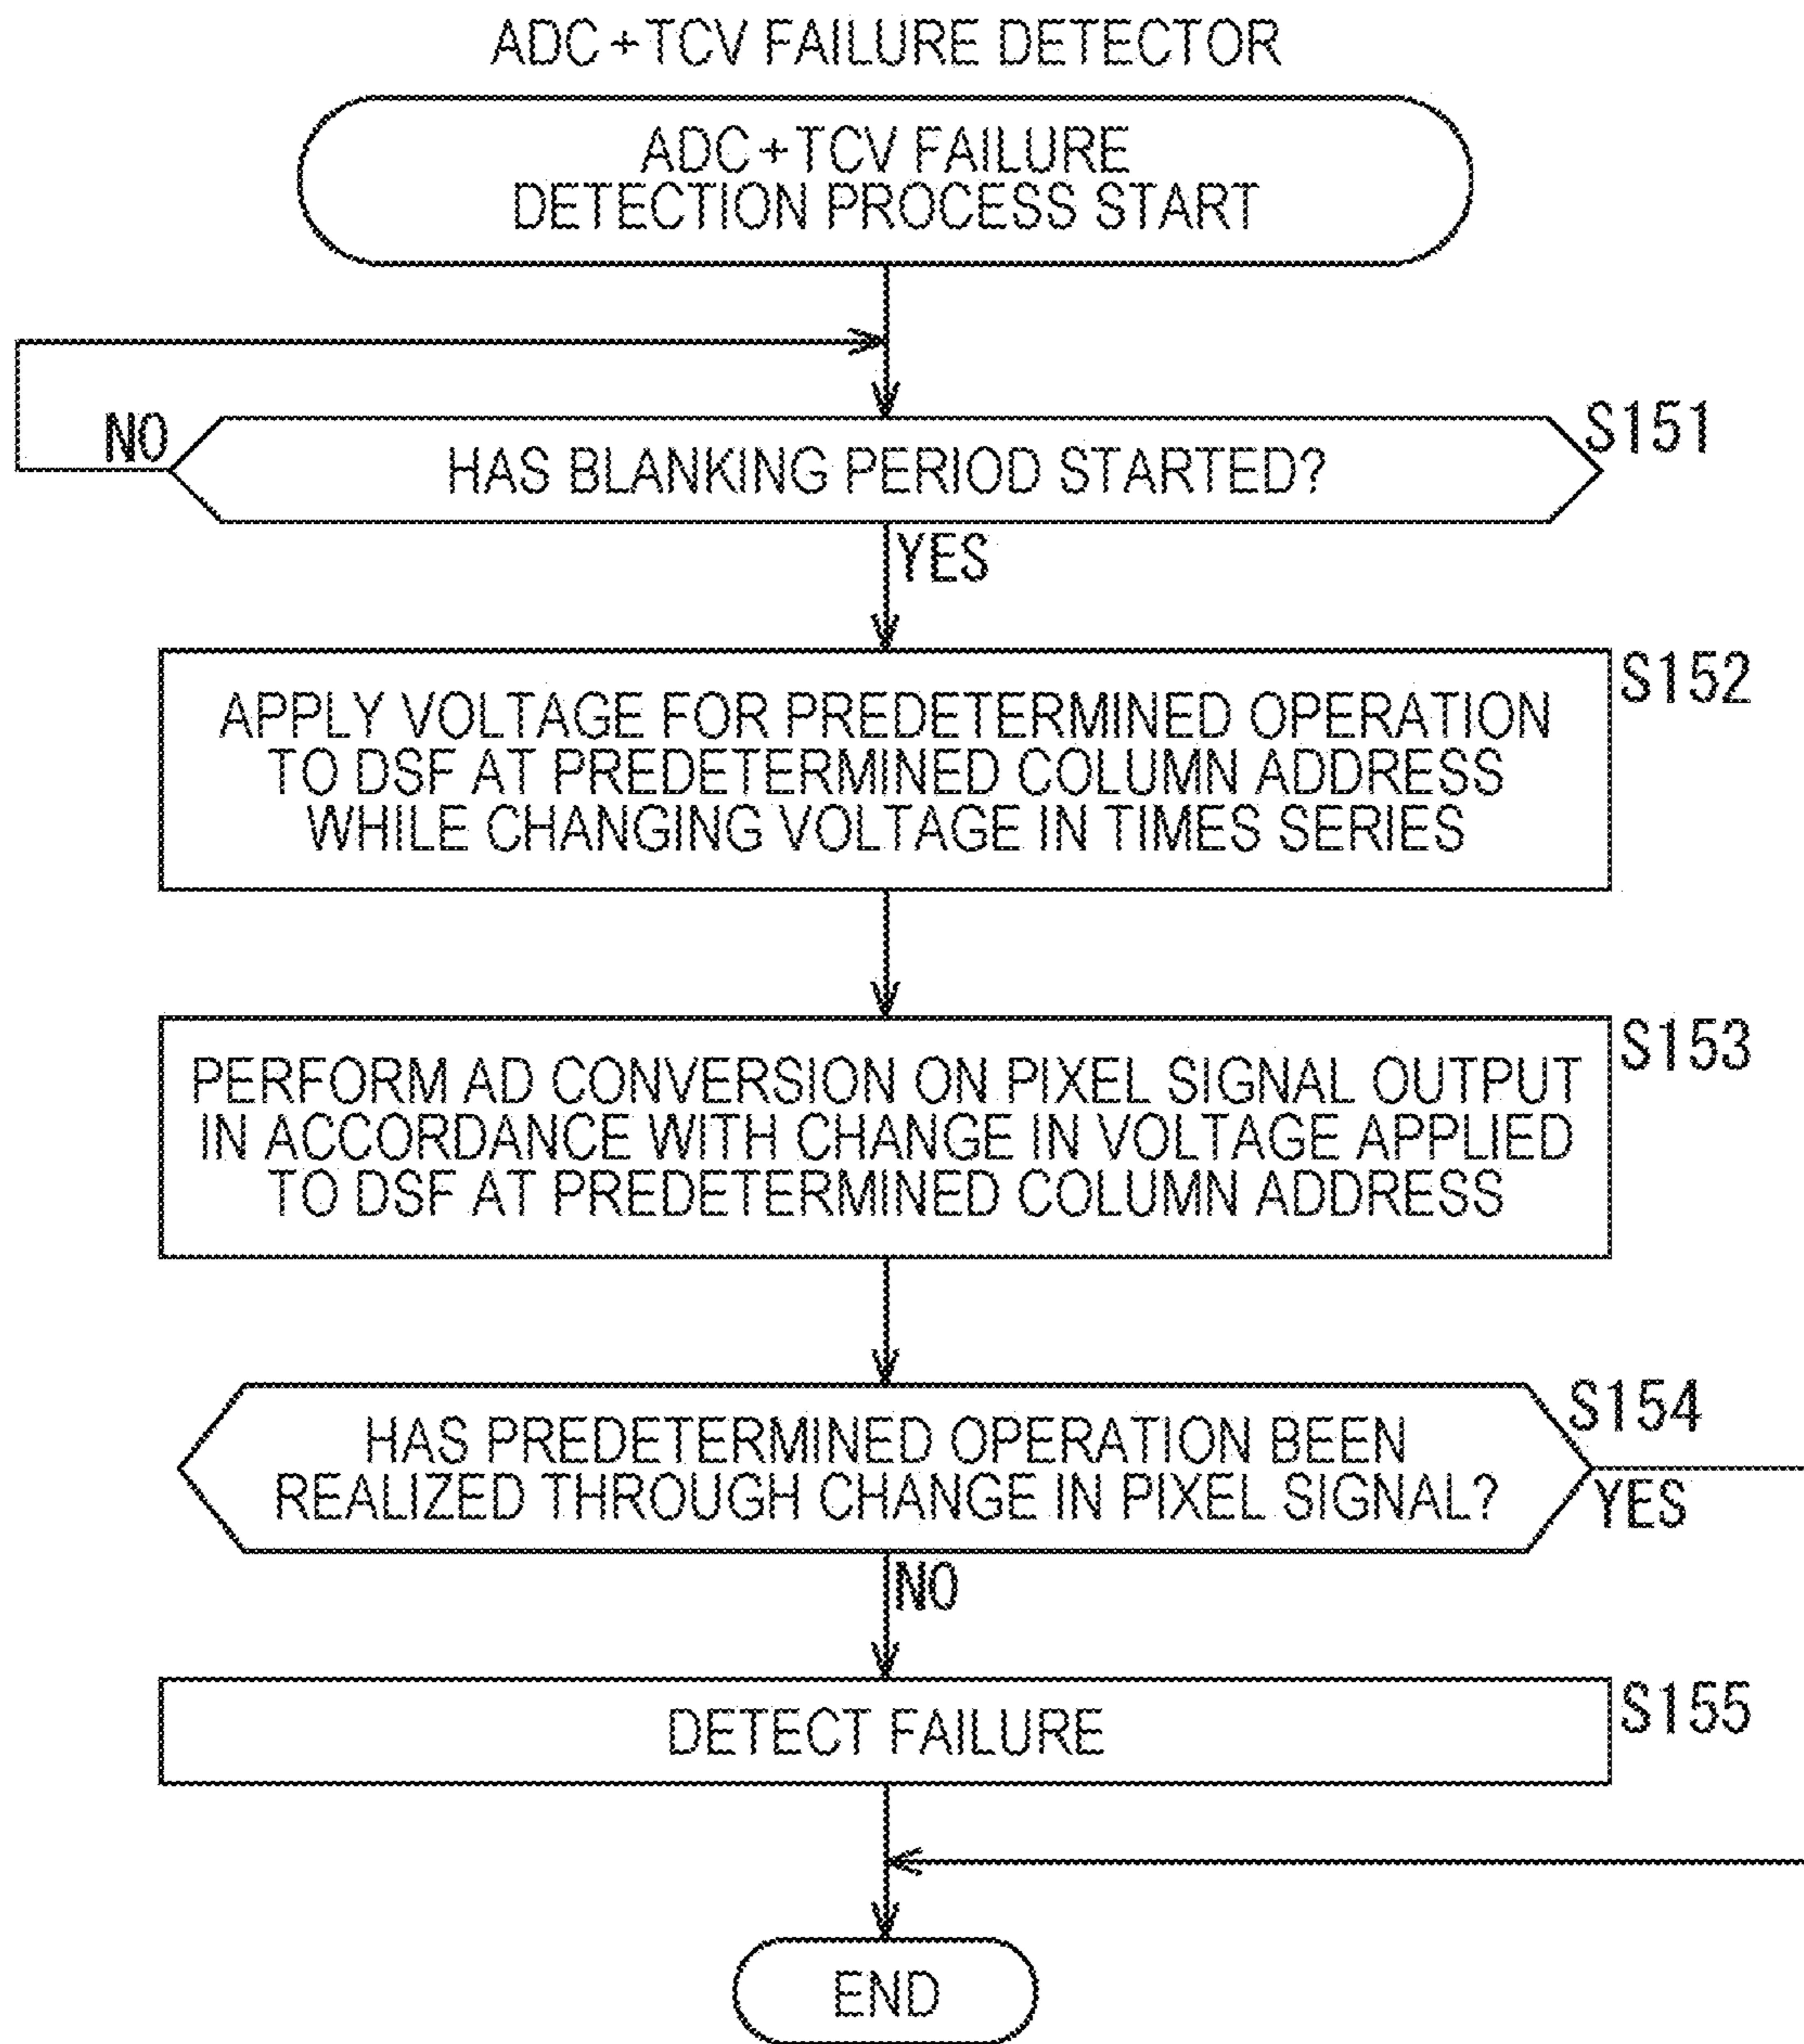 ADC+TCV FAILURE DETECTOR
ADC+TCV FAILURE
DETECTION PROCESS START
NO
HAS BLANKING PERIOD STARTED?
S151
YES
S152
APPLY VOLTAGE FOR PREDETERMINED OPERATION
TO DSF AT PREDETERMINED COLUMN ADDRESS
WHILE CHANGING VOLTAGE IN TIMES SERIES
S153
PERFORM AD CONVERSION ON PIXEL SIGNAL OUTPUT
IN ACCORDANCE WITH CHANGE IN VOLTAGE APPLIED
TO DSF AT PREDETERMINED COLUMN ADDRESS
S154
HAS PREDETERMINED OPERATION BEEN
REALIZED THROUGH CHANGE IN PIXEL SIGNAL?
YES
NO
S155
DETECT FAILURE
END